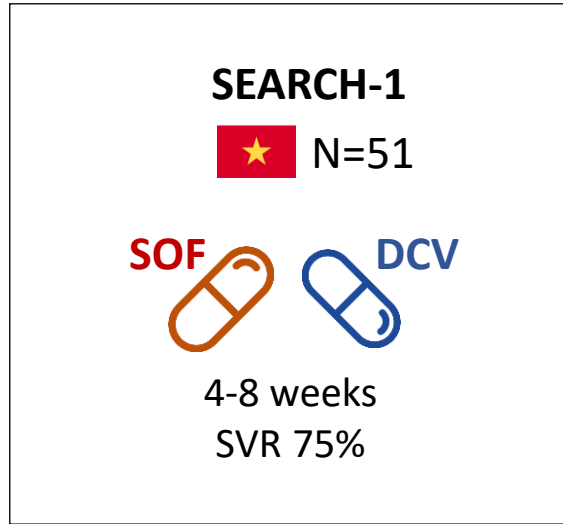 SEARCH-1
N=51
SOF
DCV
4-8 weeks
SVR 75%